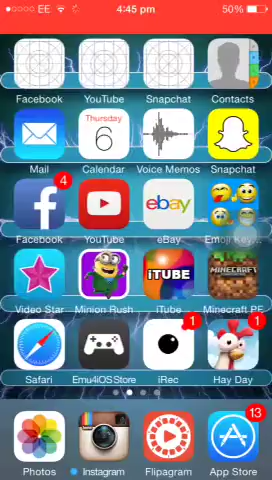 EE 4:45 pm 50%
Facebook YouTube Snapchat Contacts
Thursday
6
Mail Calendar Voice Memos Snapchat
4
ebay
Facebook YouTube eBay Emoji Key...
iTUBE MINECRAFT
Video Star Minion Rush iTube Minecraft PE
1 1
Safari Emu4iOSStore iRec Hay Day
13
Photos Instagram Flipagram App Store